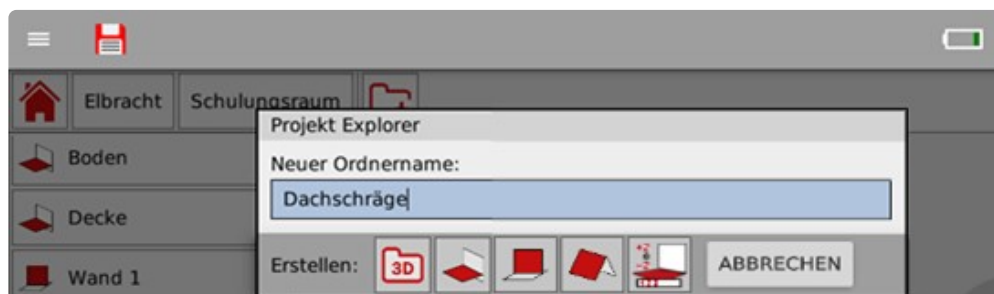 Elbracht Schulungsraum
Projekt Explorer
Boden
Neuer Ordnername:
Dachschräge
Decke
Erstellen: 3D ABBRECHEN
Wand 1